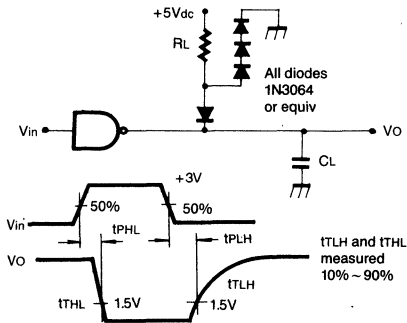 +5Vdc
RL
All diodes
1N3064
or equiv
Vin
VO
CL
+3V
50%
50%
Vin
tPHL
tPLH
VO
tTLH and tTHL
measured
10%~90%
tTHL
1.5V
tTLH
1.5V